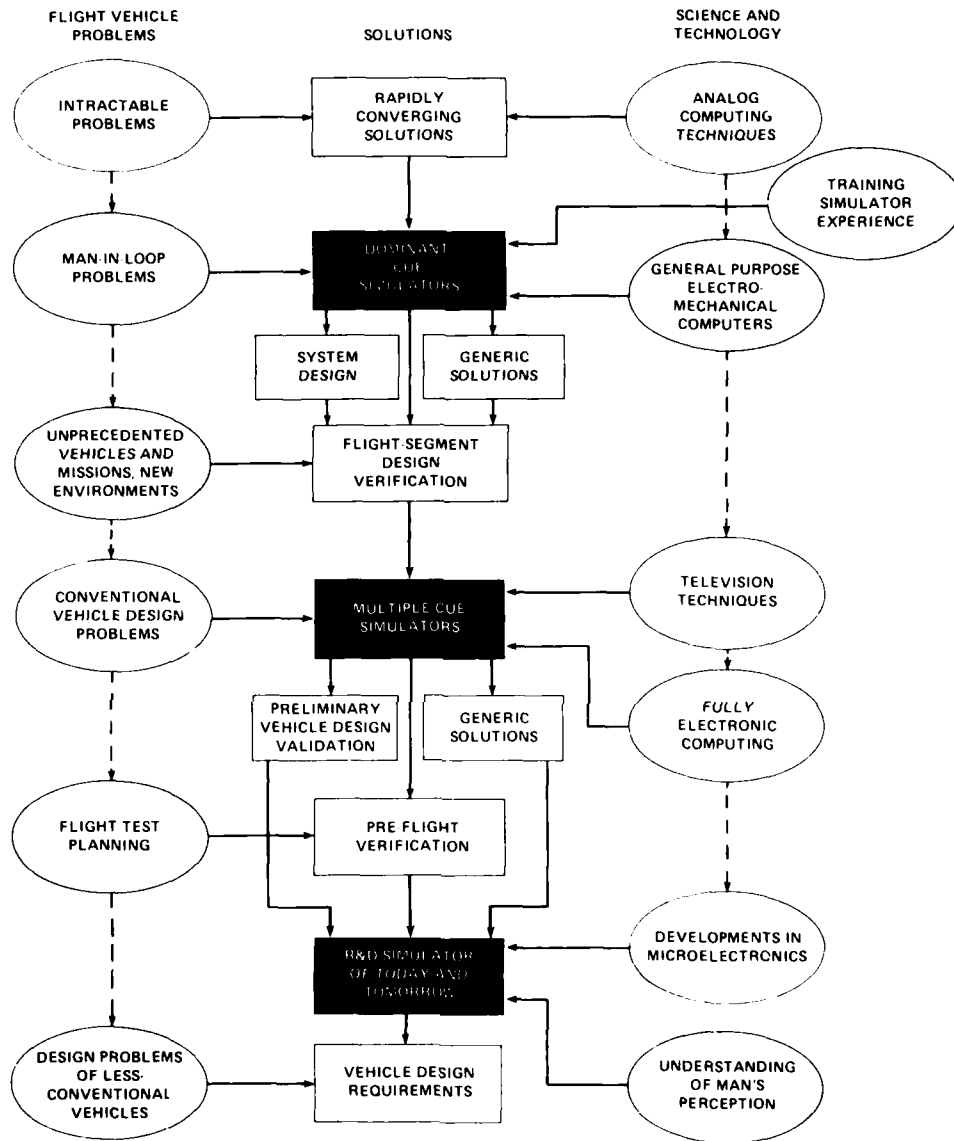 FLIGHT VEHICLE
PROBLEMS
SOLUTIONS
SCIENCE AND
TECHNOLOGY
INTRACTABLE
PROBLEMS
RAPIDLY
CONVERGING
SOLUTIONS
ANALOG
COMPUTING
TECHNIQUES
TRAINING
SIMULATOR
EXPERIENCE
MAN-IN-LOOP
PROBLEMS
DOMINANT
CUE
SIMULATORS
GENERAL PURPOSE
ELECTRO-
MECHANICAL
COMPUTERS
SYSTEM
DESIGN
GENERIC
SOLUTIONS
UNPRECEDENTED
VEHICLES AND
MISSIONS, NEW
ENVIRONMENTS
FLIGHT-SEGMENT
DESIGN
VERIFICATION
CONVENTIONAL
VEHICLE DESIGN
PROBLEMS
MULTIPLE CUE
SIMULATORS
TELEVISION
TECHNIQUES
PRELIMINARY
VEHICLE DESIGN
VALIDATION
GENERIC
SOLUTIONS
FULLY
ELECTRONIC
COMPUTING
FLIGHT TEST
PLANNING
PRE-FLIGHT
VERIFICATION
R&D SIMULATOR
OF TODAY AND
TOMORROW
DEVELOPMENTS IN
MICROELECTRONICS
DESIGN PROBLEMS
OF LESS-
CONVENTIONAL
VEHICLES
VEHICLE DESIGN
REQUIREMENTS
UNDERSTANDING
OF MAN'S
PERCEPTION